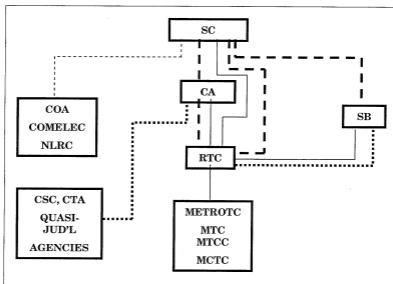 SC
CA
COA
COMELEC
NLRC
SB
RTC
CSC, CTA
QUASI-
JUD'L
AGENCIES
METROTC
MTC
MTCC
MCTC